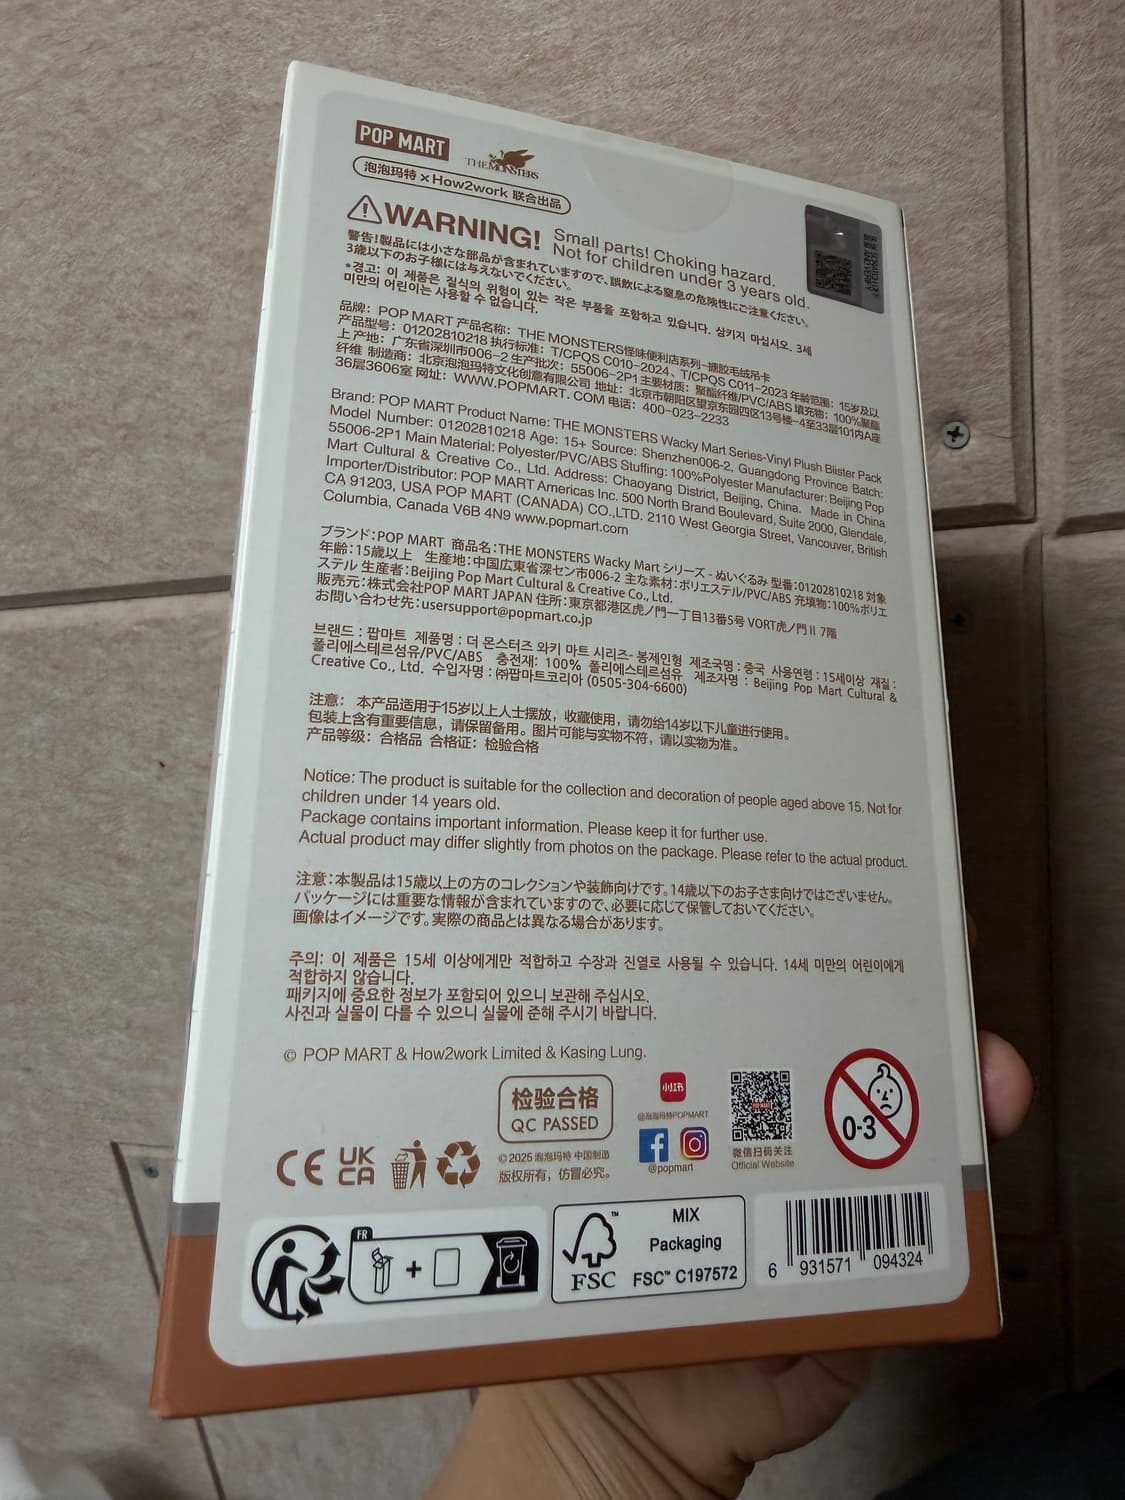 POP MART
THE MONSTERS
泡泡玛特 × How2work 联合出品
WARNING! Small parts! Choking hazard.
Not for children under 3 years old.
警告!製品には小さな部品が含まれていますので、誤飲による窒息の危険性にご注意ください。
3歳以下のお子様には与えないでください。
*경고: 이 제품은 질식의 위험이 있는 작은 부품을 포함하고 있습니다. 삼키지 마십시오. 3세
미만의 어린이는 사용할 수 없습니다.
品牌：POP MART 产品名称：THE MONSTERS怪味便利店系列-搪胶毛绒吊卡
产品型号：01202810218 执行标准：T/CPQS C010-2024、T/CPQS C011-2023 年龄范围：15岁及以
上 产地：广东省深圳市006-2 生产批次：55006-2P1 主要材质：聚酯纤维/PVC/ABS 填充物：100%聚酯
纤维 制造商：北京泡泡玛特文化创意有限公司 地址：北京市朝阳区望京东园四区13号楼-4至33层101内A座
36层3606室 网址：WWW.POPMART.COM 电话：400-023-2233
Brand: POP MART Product Name: THE MONSTERS Wacky Mart Series-Vinyl Plush Blister Pack
Model Number: 01202810218 Age: 15+ Source: Shenzhen006-2, Guangdong Province Batch:
55006-2P1 Main Material: Polyester/PVC/ABS Stuffing: 100%Polyester Manufacturer: Beijing Pop
Mart Cultural & Creative Co., Ltd. Address: Chaoyang District, Beijing, China. Made in China
Importer/Distributor: POP MART Americas Inc. 500 North Brand Boulevard, Suite 2000, Glendale,
CA 91203, USA POP MART (CANADA) CO.,LTD. 2110 West Georgia Street, Vancouver, British
Columbia, Canada V6B 4N9 www.popmart.com
ブランド:POP MART 商品名:THE MONSTERS Wacky Mart シリーズ - ぬいぐるみ 型番:01202810218 対象
年齢:15歳以上 生産地:中国広東省深セン市006-2 主な素材:ポリエステル/PVC/ABS 充填物:100%ポリエ
ステル 生産者:Beijing Pop Mart Cultural & Creative Co., Ltd.
販売元:株式会社POP MART JAPAN 住所:東京都港区虎ノ門一丁目13番5号 VORT虎ノ門II 7階
お問い合わせ先:usersupport@popmart.co.jp
브랜드 : 팝마트 제품명 : 더 몬스터즈 와키 마트 시리즈- 봉제인형 제조국명 : 중국 사용연령 : 15세이상 재질 :
폴리에스테르섬유/PVC/ABS 충전재: 100% 폴리에스테르섬유 제조자명 : Beijing Pop Mart Cultural &
Creative Co., Ltd. 수입자명 : ㈜팝마트코리아 (0505-304-6600)
注意： 本产品适用于15岁以上人士摆放，收藏使用，请勿给14岁以下儿童进行使用。
包装上含有重要信息，请保留备用。图片可能与实物不符，请以实物为准。
产品等级：合格品 合格证：检验合格
Notice: The product is suitable for the collection and decoration of people aged above 15. Not for
children under 14 years old.
Package contains important information. Please keep it for further use.
Actual product may differ slightly from photos on the package. Please refer to the actual product.
注意:本製品は15歳以上の方のコレクションや装飾向けです。14歳以下のお子さま向けではございません。
パッケージには重要な情報が含まれていますので、必要に応じて保管しておいてください。
画像はイメージです。実際の商品とは異なる場合があります。
주의: 이 제품은 15세 이상에게만 적합하고 수장과 진열로 사용될 수 있습니다. 14세 미만의 어린이에게
적합하지 않습니다.
패키지에 중요한 정보가 포함되어 있으니 보관해 주십시오.
사진과 실물이 다를 수 있으니 실물에 준해 주시기 바랍니다.
© POP MART & How2work Limited & Kasing Lung.
检验合格
QC PASSED
小红书
@泡泡玛特POPMART
@popmart
POP MART
微信扫码关注
Official Website
0-3
CE UK
CA
© 2025 泡泡玛特 中国制造
版权所有，仿冒必究。
FR
+
FSC™
MIX
Packaging
FSC™ C197572
6 931571 094324